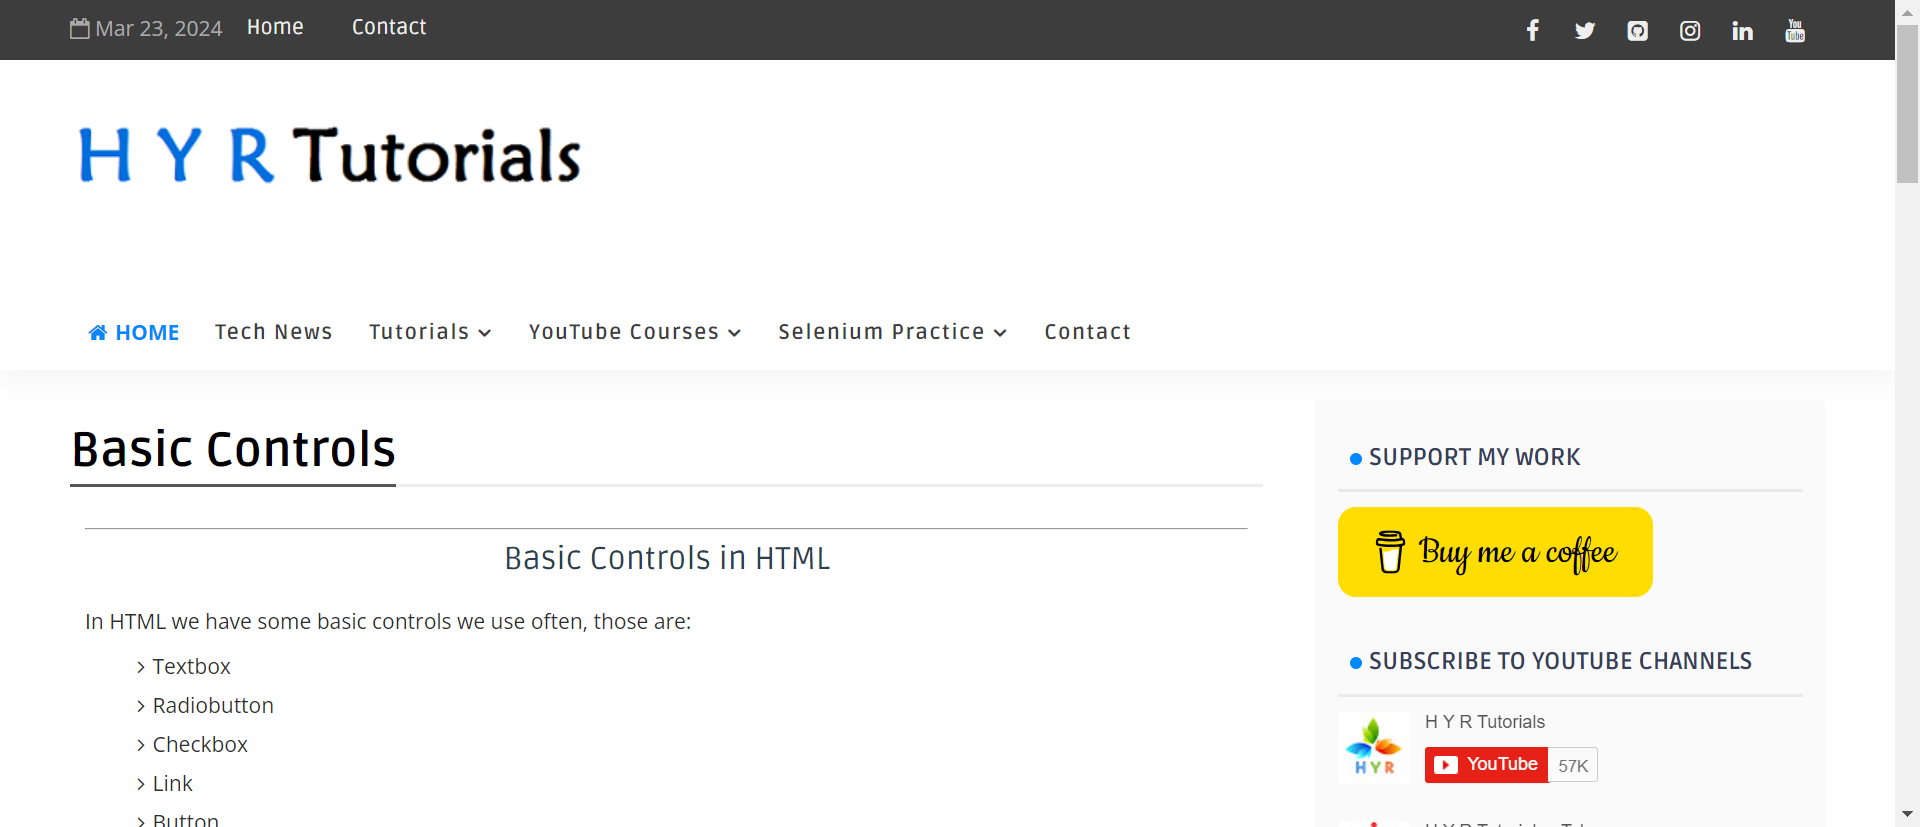 Mar 23, 2024 Home Contact
You Tube
H Y R Tutorials
HOME Tech News Tutorials YouTube Courses Selenium Practice Contact
Basic Controls
Basic Controls in HTML
In HTML we have some basic controls we use often, those are:
Textbox
Radiobutton
Checkbox
Link
Button
SUPPORT MY WORK
Buy me a coffee
SUBSCRIBE TO YOUTUBE CHANNELS
HYR
H Y R Tutorials
YouTube 57K